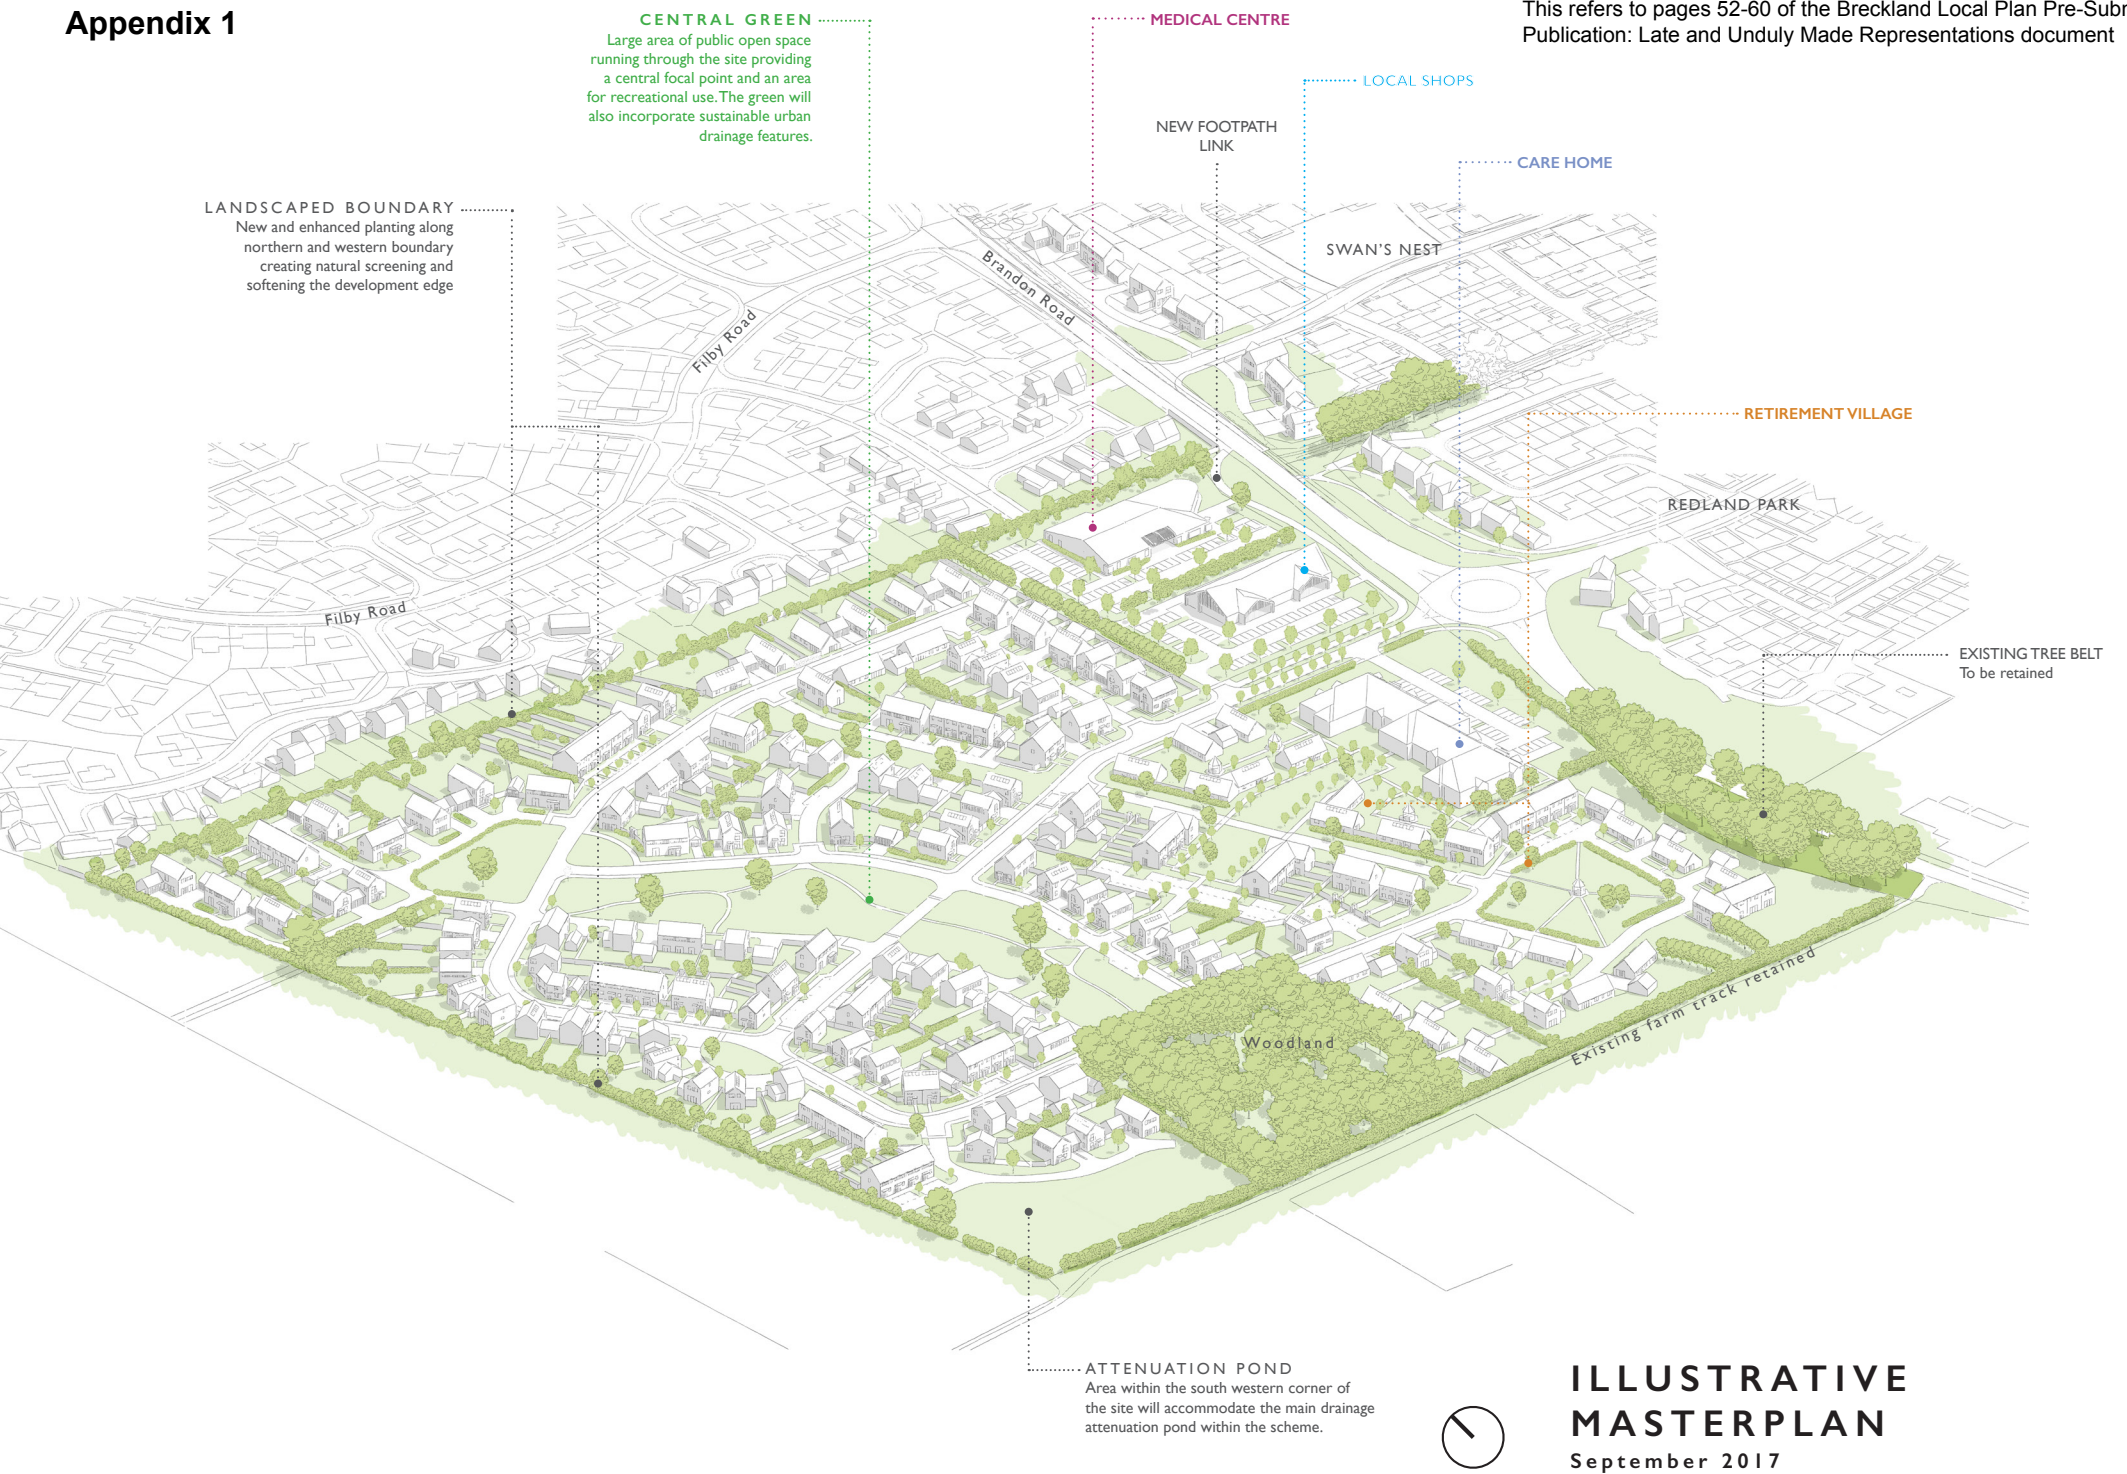 Appendix 1
This refers to pages 52-60 of the Breckland Local Plan Pre-Subm
Publication: Late and Unduly Made Representations document
CENTRAL GREEN
Large area of public open space
running through the site providing
a central focal point and an area
for recreational use. The green will
also incorporate sustainable urban
drainage features.
MEDICAL CENTRE
LOCAL SHOPS
NEW FOOTPATH
LINK
CARE HOME
LANDSCAPED BOUNDARY
New and enhanced planting along
northern and western boundary
creating natural screening and
softening the development edge
SWAN'S NEST
Brandon Road
Filby Road
RETIREMENT VILLAGE
REDLAND PARK
Filby Road
EXISTING TREE BELT
To be retained
Existing farm track retained
Woodland
ATTENUATION POND
Area within the south western corner of
the site will accommodate the main drainage
attenuation pond within the scheme.
ILLUSTRATIVE
MASTERPLAN
September 2017